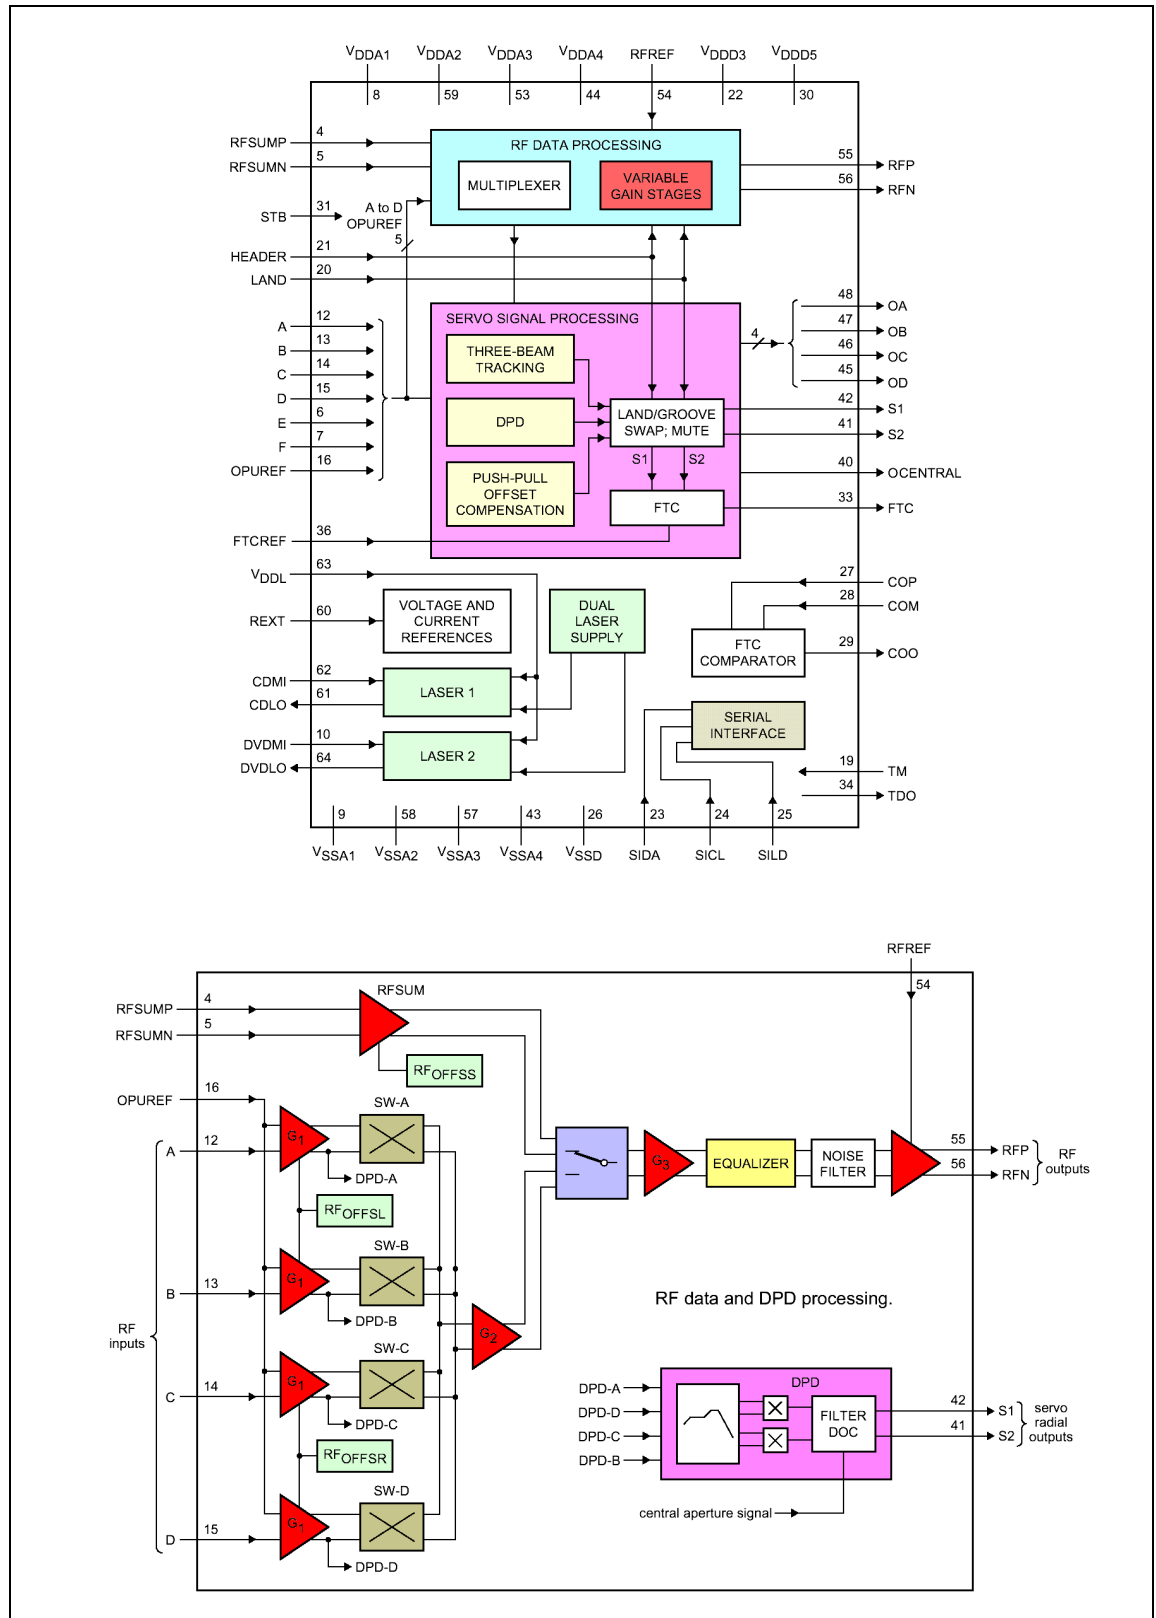 VDDA1 VDDA2 VDDA3 VDDA4 RFREF VDDD3 VDDD5
8 59 53 44 54 22 30
RFSUMP 4
RFSUMN 5
RF DATA PROCESSING
MULTIPLEXER
VARIABLE
GAIN STAGES
55 RFP
56 RFN
STB 31
A to D
OPUREF
5
HEADER 21
LAND 20
SERVO SIGNAL PROCESSING
A 12
B 13
C 14
D 15
E 6
F 7
OPUREF 16
THREE-BEAM
TRACKING
DPD
PUSH-PULL
OFFSET
COMPENSATION
LAND/GROOVE
SWAP; MUTE
S1 S2
FTC
4
48 OA
47 OB
46 OC
45 OD
42 S1
41 S2
40 OCENTRAL
33 FTC
FTCREF 36
VDDL 63
REXT 60
VOLTAGE AND
CURRENT
REFERENCES
DUAL
LASER
SUPPLY
27 COP
28 COM
FTC
COMPARATOR
29 COO
CDMI 62
CDLO 61
LASER 1
DVDMI 10
DVDLO 64
LASER 2
SERIAL
INTERFACE
19 TM
34 TDO
9 58 57 43 26 23 24 25
VSSA1 VSSA2 VSSA3 VSSA4 VSSD SIDA SICL SILD
RFREF
54
RFSUMP 4
RFSUMN 5
RFSUM
RFOFFSS
OPUREF 16
A 12
G1
SW-A
DPD-A
RFOFFSL
B 13
G1
SW-B
DPD-B
RF
inputs
G2
C 14
G1
SW-C
DPD-C
RFOFFSR
D 15
G1
SW-D
DPD-D
G3
EQUALIZER
NOISE
FILTER
55 RFP
56 RFN
RF
outputs
RF data and DPD processing.
DPD
DPD-A
DPD-D
DPD-C
DPD-B
FILTER
DOC
42 S1
41 S2
servo
radial
outputs
central aperture signal